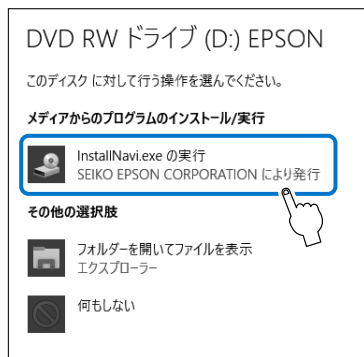 DVD RW ドライブ (D:) EPSON
このディスク に対して行う操作を選んでください。
メディアからのプログラムのインストール/実行
InstallNavi.exe の実行
SEIKO EPSON CORPORATION により発行
その他の選択肢
フォルダーを開いてファイルを表示
エクスプローラー
何もしない